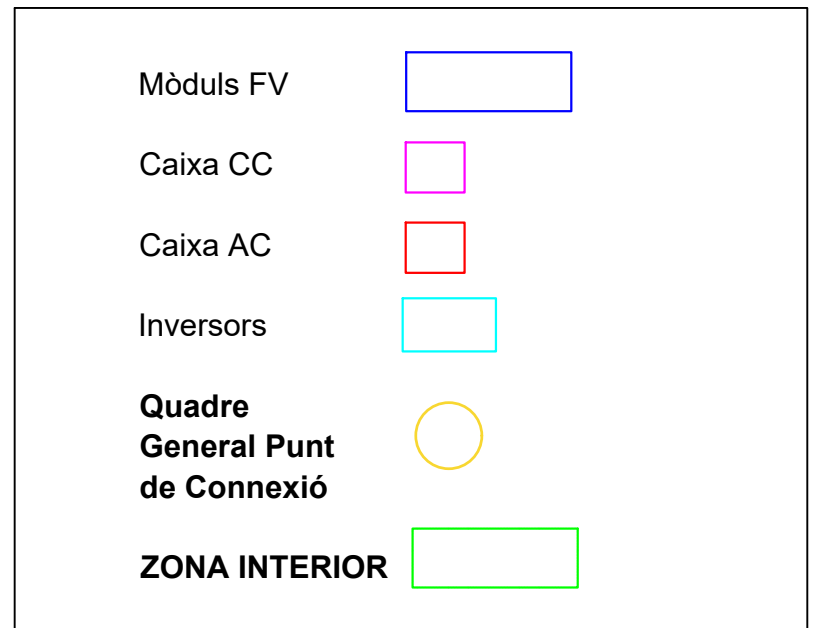 Mòduls FV
Caixa CC
Caixa AC
Inversors
Quadre
General Punt
de Connexió
ZONA INTERIOR